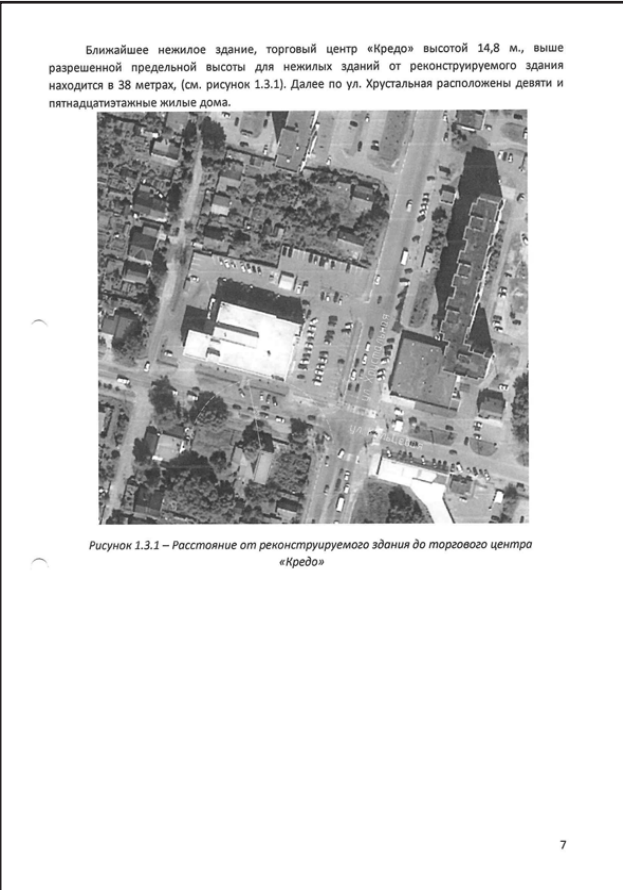 Ближайшее нежилое здание, торговый центр «Кредо» высотой 14,8 м., выше
разрешенной предельной высоты для нежилых зданий от реконструируемого здания
находится в 38 метрах, (см. рисунок 1.3.1). Далее по ул. Хрустальная расположены девяти и
пятнадцатиэтажные жилые дома.
Рисунок 1.3.1 – Расстояние от реконструируемого здания до торгового центра
«Кредо»
7